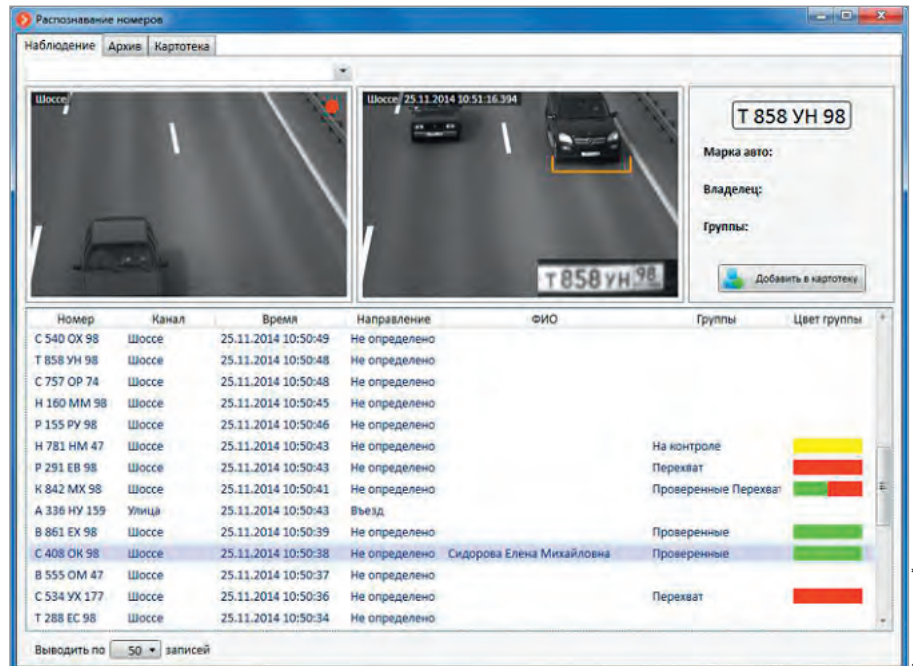 Распознавание номеров
Наблюдение Архив Картотека
Шоссе
Шоссе 25.11.2014 10:51:16.394
Т 858 УН 98
Марка авто:
Владелец:
Группы:
Т858УН 98
Добавить в картотеку
Номер Канал Время Направление ФИО Группы Цвет группы
С 540 ОХ 98 Шоссе 25.11.2014 10:50:49 Не определено
Т 858 УН 98 Шоссе 25.11.2014 10:50:48 Не определено
С 757 ОР 74 Шоссе 25.11.2014 10:50:48 Не определено
Н 160 ММ 98 Шоссе 25.11.2014 10:50:45 Не определено
Р 155 РУ 98 Шоссе 25.11.2014 10:50:46 Не определено
Н 781 НМ 47 Шоссе 25.11.2014 10:50:43 Не определено На контроле
Р 291 ЕВ 98 Шоссе 25.11.2014 10:50:43 Не определено Перехват
К 842 МХ 98 Шоссе 25.11.2014 10:50:41 Не определено Проверенные Перехват
А 336 НУ 159 Улица 25.11.2014 10:50:43 Въезд
В 861 ЕХ 98 Шоссе 25.11.2014 10:50:39 Не определено Проверенные
С 408 ОК 98 Шоссе 25.11.2014 10:50:38 Не определено Сидорова Елена Михайловна Проверенные
В 555 ОМ 47 Шоссе 25.11.2014 10:50:37 Не определено
С 534 УХ 177 Шоссе 25.11.2014 10:50:36 Не определено Перехват
Т 288 ЕС 98 Шоссе 25.11.2014 10:50:34 Не определено
Выводить по 50 записей